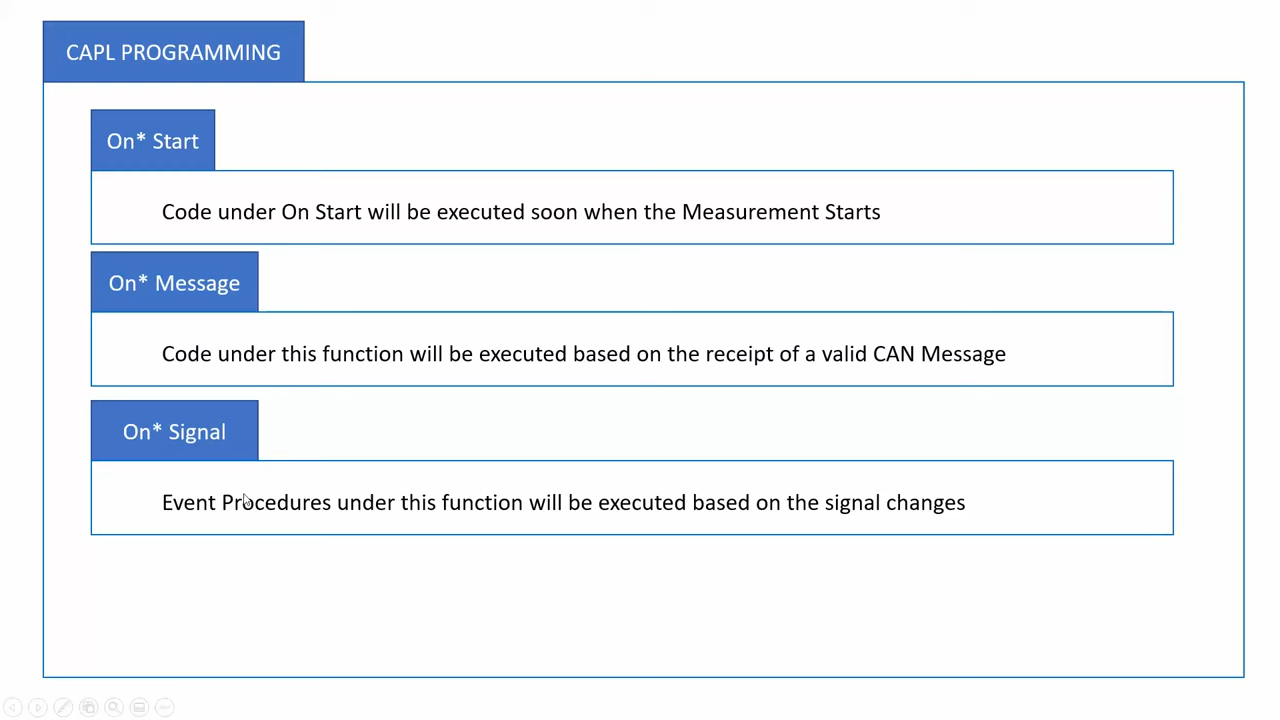 CAPL PROGRAMMING
On* Start
Code under On Start will be executed soon when the Measurement Starts
On* Message
Code under this function will be executed based on the receipt of a valid CAN Message
On* Signal
Event Procedures under this function will be executed based on the signal changes